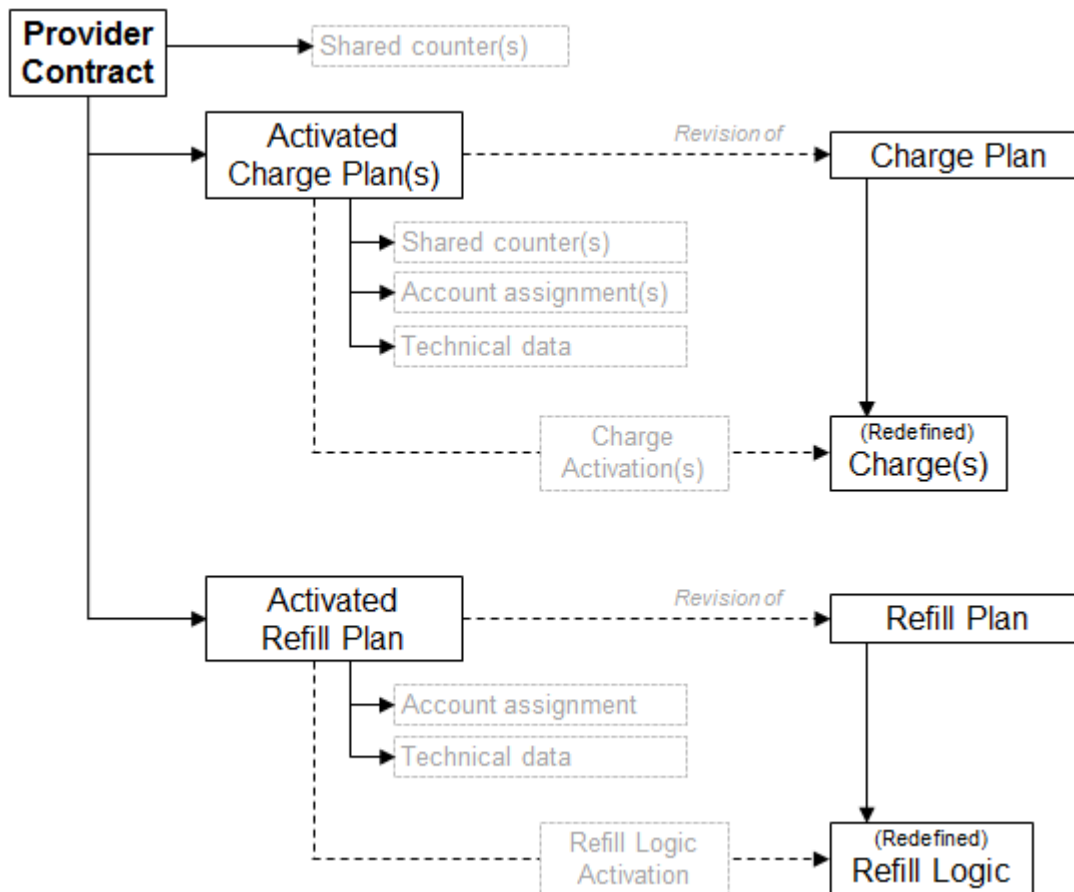 Provider
Contract
Shared counter(s)
Activated
Charge Plan(s)
Revision of
Charge Plan
Shared counter(s)
Account assignment(s)
Technical data
Charge
Activation(s)
(Redefined)
Charge(s)
Activated
Refill Plan
Revision of
Refill Plan
Account assignment
Technical data
Refill Logic
Activation
(Redefined)
Refill Logic